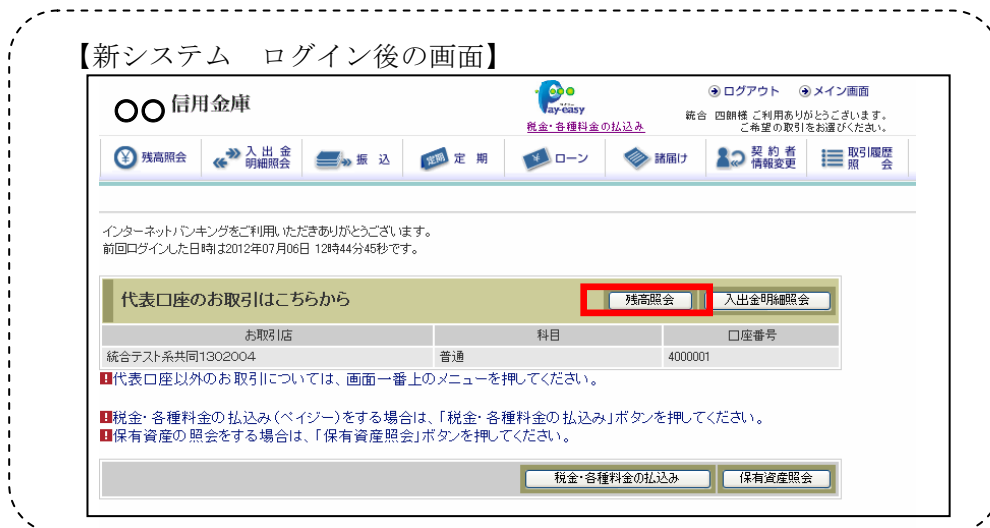 【新システム　ログイン後の画面】
○○信用金庫
Pay-easy
税金・各種料金の払込み
ログアウト　メイン画面
統合 四朗様 ご利用ありがとうございます。
ご希望の取引をお選びください。
残高照会　入出金明細照会　振込　定期　定期　ローン　諸届け　契約者情報変更　取引履歴照会
インターネットバンキングをご利用いただきありがとうございます。
前回ログインした日時は2012年07月06日 12時44分45秒です。
代表口座のお取引はこちらから　残高照会　入出金明細照会
お取引店　科目　口座番号
統合テスト系共同1302004　普通　4000001
代表口座以外のお取引については、画面一番上のメニューを押してください。
税金・各種料金の払込み(ペイジー)をする場合は、「税金・各種料金の払込み」ボタンを押してください。
保有資産の照会をする場合は、「保有資産照会」ボタンを押してください。
税金・各種料金の払込み　保有資産照会